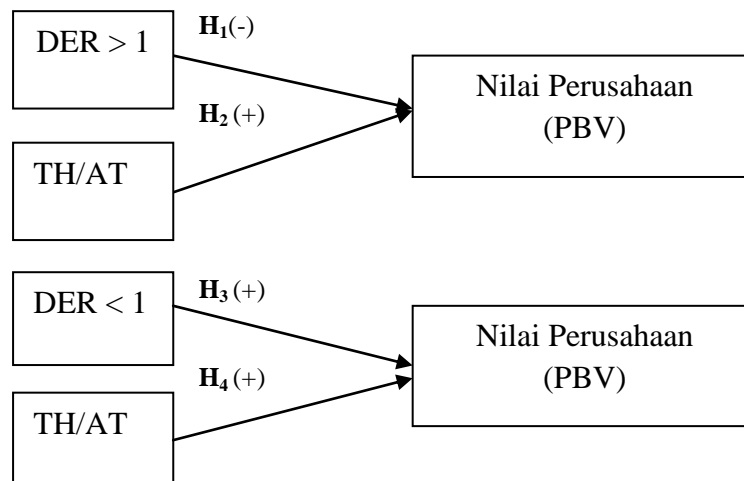 DER > 1
H₁(-)
Nilai Perusahaan
(PBV)
H₂ (+)
TH/AT
DER < 1
H₃ (+)
Nilai Perusahaan
(PBV)
H₄ (+)
TH/AT